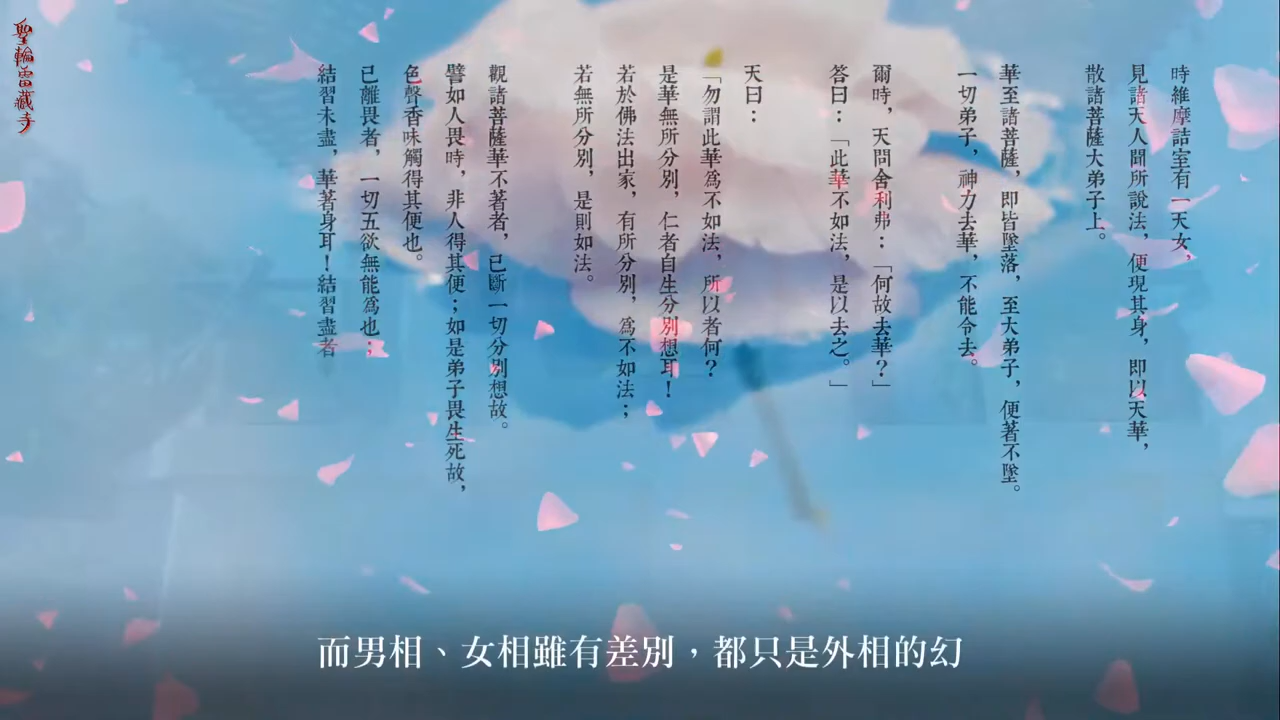 聖輪雷藏寺
時維摩詰室有一天女，
見諸天人聞所說法，便現其身，即以天華，
散諸菩薩大弟子上。
華至諸菩薩，即皆墜落，至大弟子，便著不墜。
一切弟子，神力去華，不能令去。
爾時，天問舍利弗：「何故去華？」
答曰：「此華不如法，是以去之。」
天曰：
「勿謂此華為不如法，所以者何？
是華無所分別，仁者自生分別想耳！
若於佛法出家，有所分別，為不如法；
若無所分別，是則如法。
觀諸菩薩華不著者，已斷一切分別想故。
譬如人畏時，非人得其便；如是弟子畏生死故，
色聲香味觸得其便也。
已離畏者，一切五欲無能為也；
結習未盡，華著身耳！結習盡者
而男相、女相雖有差別，都只是外相的幻